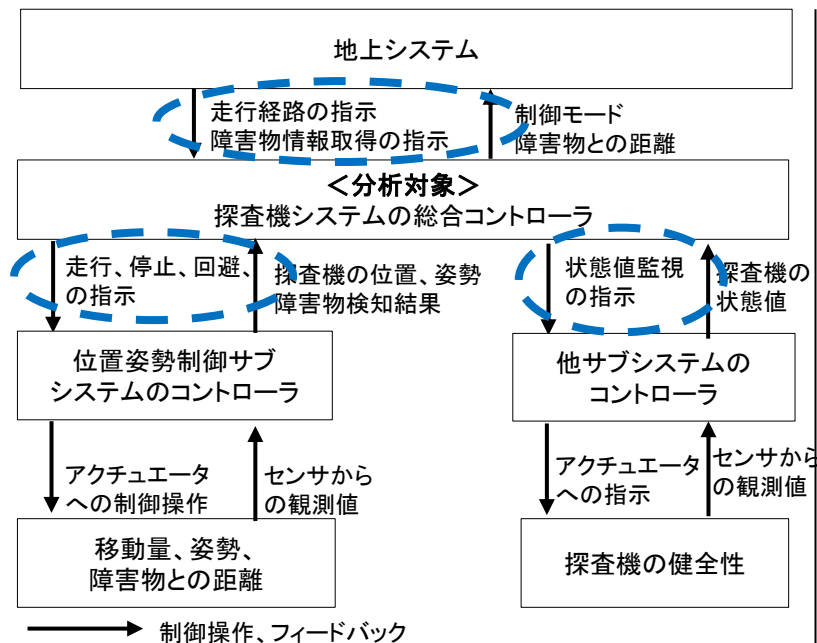 地上システム
走行経路の指示
障害物情報取得の指示
制御モード
障害物との距離
＜分析対象＞
探査機システムの総合コントローラ
走行、停止、回避、
の指示
探査機の位置、姿勢
障害物検知結果
状態値監視
の指示
探査機の
状態値
位置姿勢制御サブ
システムのコントローラ
他サブシステムの
コントローラ
アクチュエータ
への制御操作
センサから
の観測値
アクチュエータ
への指示
センサから
の観測値
移動量、姿勢、
障害物との距離
探査機の健全性
制御操作、フィードバック